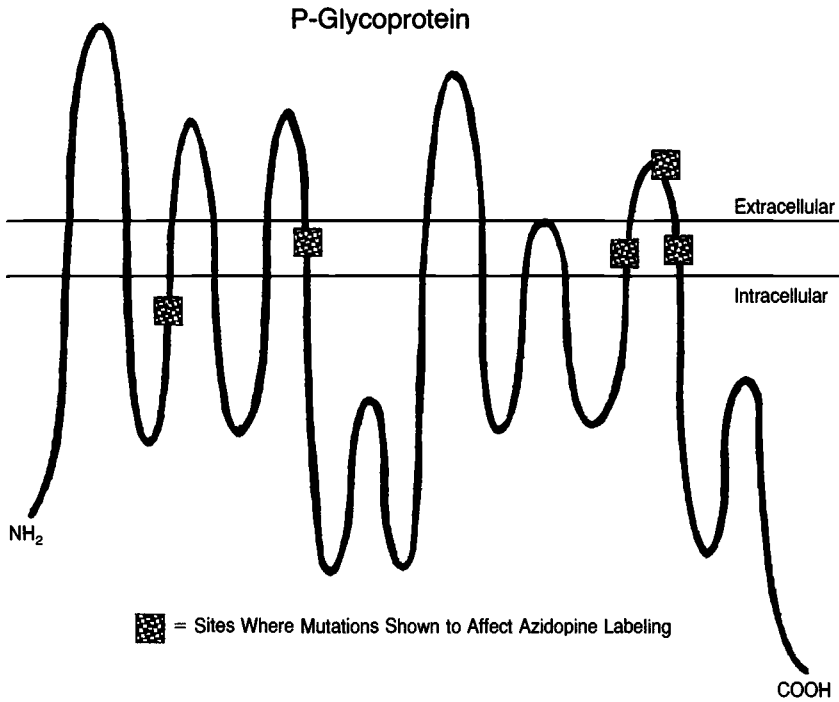 P-Glycoprotein
Extracellular
Intracellular
NH₂
= Sites Where Mutations Shown to Affect Azidopine Labeling
COOH